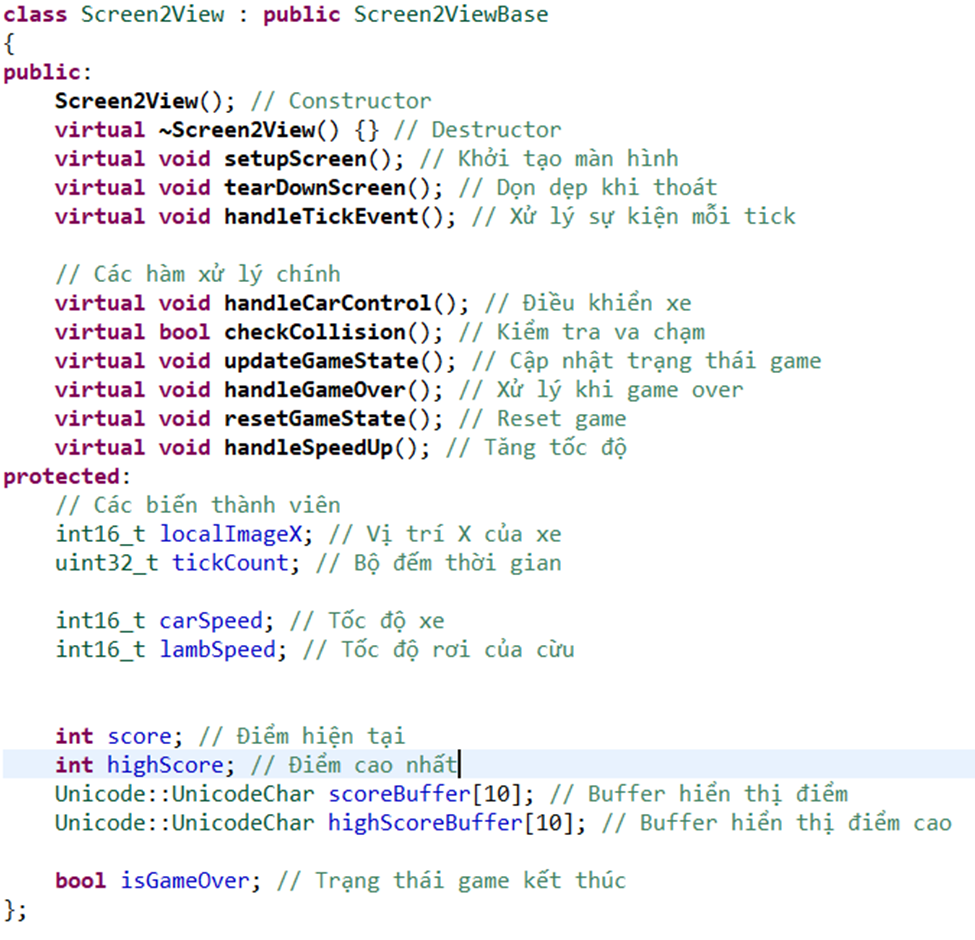 class Screen2View : public Screen2ViewBase
{
public:
    Screen2View(); // Constructor
    virtual ~Screen2View() {} // Destructor
    virtual void setupScreen(); // Khởi tạo màn hình
    virtual void tearDownScreen(); // Dọn dẹp khi thoát
    virtual void handleTickEvent(); // Xử lý sự kiện mỗi tick

    // Các hàm xử lý chính
    virtual void handleCarControl(); // Điều khiển xe
    virtual bool checkCollision(); // Kiểm tra va chạm
    virtual void updateGameState(); // Cập nhật trạng thái game
    virtual void handleGameOver(); // Xử lý khi game over
    virtual void resetGameState(); // Reset game
    virtual void handleSpeedUp(); // Tăng tốc độ
protected:
    // Các biến thành viên
    int16_t localImageX; // Vị trí X của xe
    uint32_t tickCount; // Bộ đếm thời gian

    int16_t carSpeed; // Tốc độ xe
    int16_t lambSpeed; // Tốc độ rơi của cừu


    int score; // Điểm hiện tại
    int highScore; // Điểm cao nhất
    Unicode::UnicodeChar scoreBuffer[10]; // Buffer hiển thị điểm
    Unicode::UnicodeChar highScoreBuffer[10]; // Buffer hiển thị điểm cao

    bool isGameOver; // Trạng thái game kết thúc
};